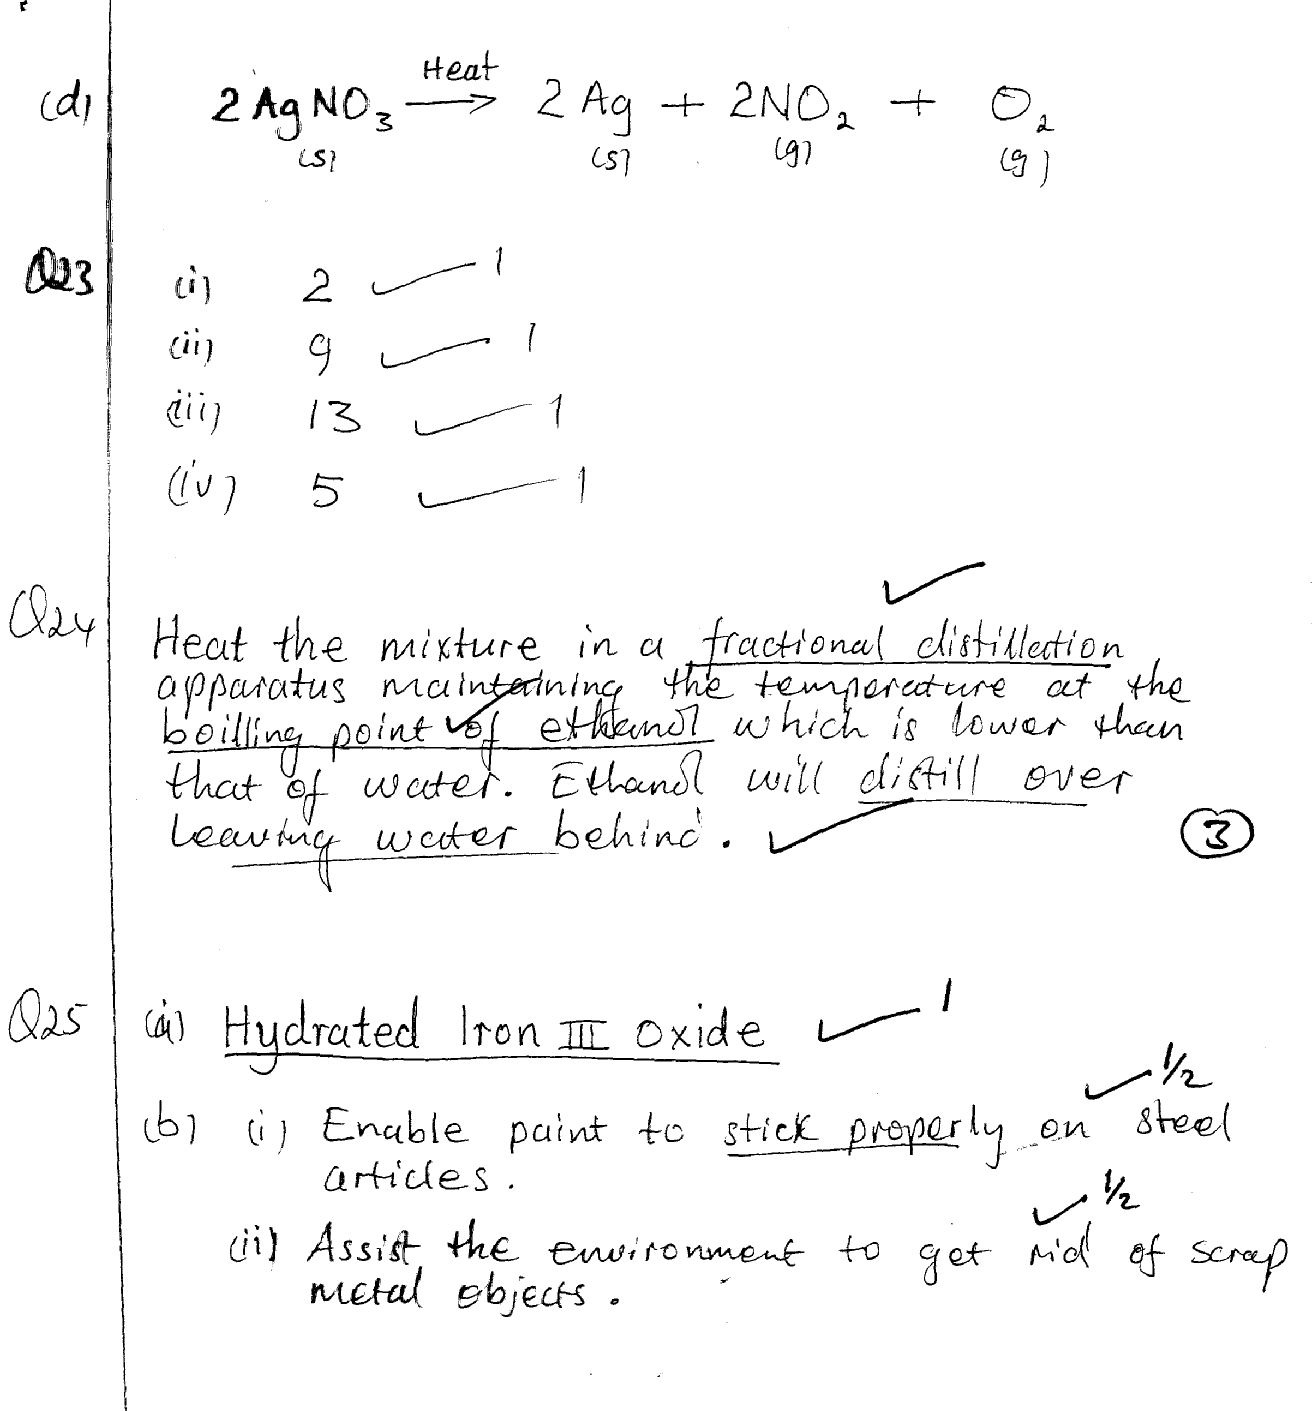 Heat
(d) 2 AgNO₃ → 2 Ag + 2NO₂ + O₂
(s) (s) (g) (g)
Q23 (i) 2 ✓ 1
(ii) 9 ✓ 1
(iii) 13 ✓ 1
(iv) 5 ✓ 1
✓
Q24 Heat the mixture in a fractional distillation
apparatus maintaining the temperature at the
boilling point ✓ of ethanol which is lower than
that of water. Ethanol will distill over
leaving water behind. ✓ 3
Q25 (a) Hydrated Iron III oxide ✓ 1
✓ 1/2
(b) (i) Enable paint to stick properly on steel
articles.
✓ 1/2
(ii) Assist the environment to get rid of scrap
metal objects.